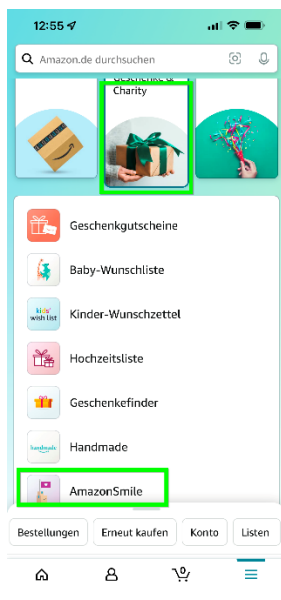 12:55
Amazon.de durchsuchen
Geschenke &
Charity
Geschenkgutscheine
Baby-Wunschliste
kids'
wish list
Kinder-Wunschzettel
Hochzeitsliste
Geschenkefinder
handmade
Handmade
AmazonSmile
Bestellungen
Erneut kaufen
Konto
Listen
0